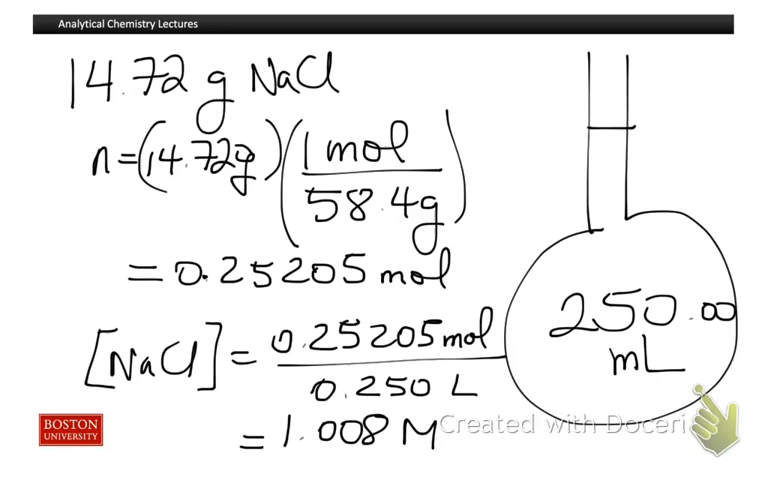 Analytical Chemistry Lectures
14.72 g NaCl
n=(14.72g)(1 mol
58.4g)
= 0.25205 mol
[NaCl] = 0.25205 mol
0.250 L
= 1.008 M
250.00
mL
BOSTON
UNIVERSITY
Created with Doceri